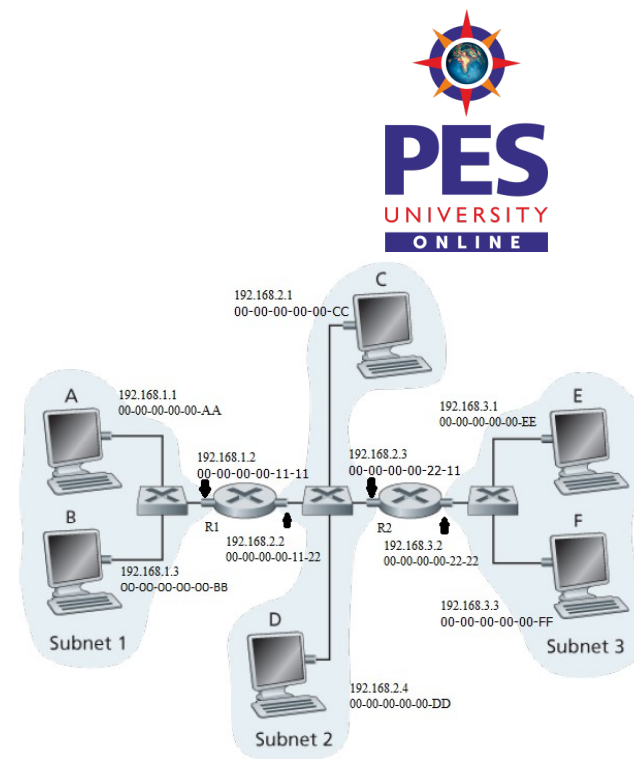 PES
UNIVERSITY
ONLINE
C
192.168.2.1
00-00-00-00-00-CC
A
192.168.1.1
00-00-00-00-00-AA
E
192.168.3.1
00-00-00-00-00-EE
192.168.1.2
00-00-00-00-11-11
192.168.2.3
00-00-00-00-22-11
B
R1
R2
F
192.168.2.2
00-00-00-00-11-22
192.168.3.2
00-00-00-00-22-22
192.168.1.3
00-00-00-00-00-BB
192.168.3.3
00-00-00-00-00-FF
Subnet 1
D
Subnet 3
192.168.2.4
00-00-00-00-00-DD
Subnet 2